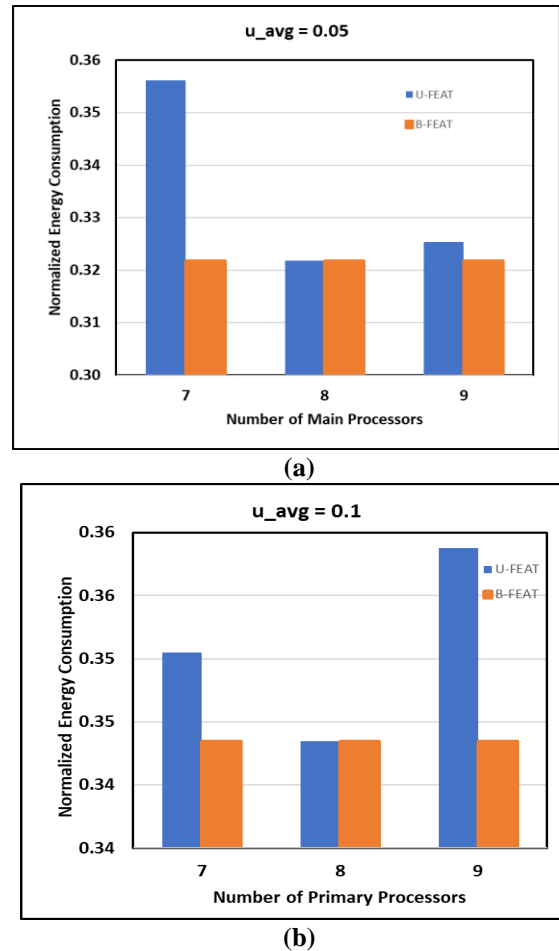 u_avg = 0.05
Normalized Energy Consumption
0.36
0.35
0.34
0.33
0.32
0.31
0.30
U-FEAT
B-FEAT
7 8 9
Number of Main Processors
(a)
u_avg = 0.1
Normalized Energy Consumption
0.36
0.36
0.35
0.35
0.34
0.34
U-FEAT
B-FEAT
7 8 9
Number of Primary Processors
(b)